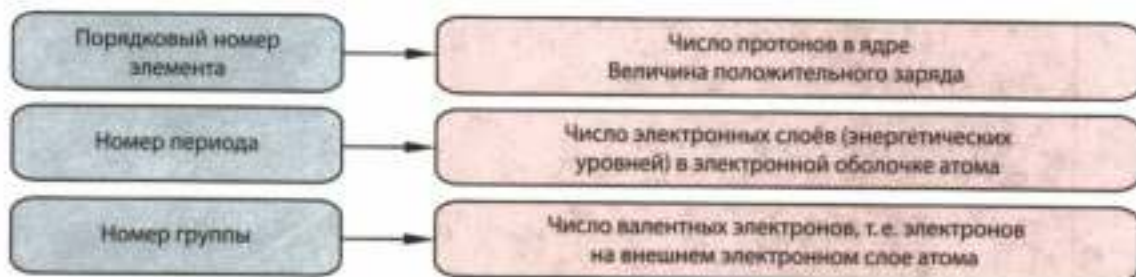 Порядковый номер
элемента
Число протонов в ядре
Величина положительного заряда
Номер периода
Число электронных слоёв (энергетических
уровней) в электронной оболочке атома
Номер группы
Число валентных электронов, т. е. электронов
на внешнем электронном слое атома